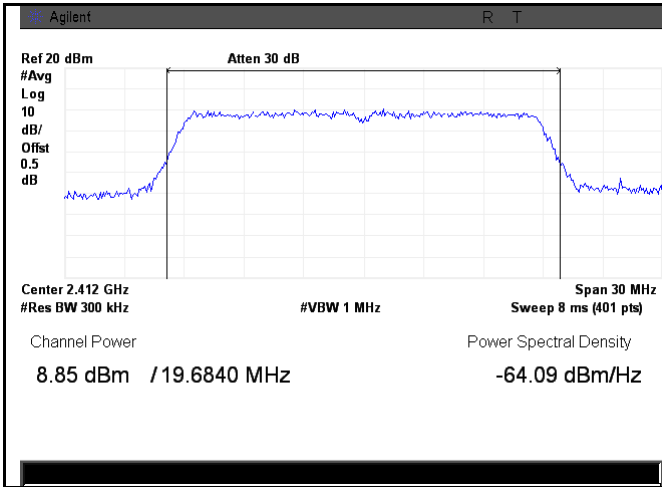 Agilent R T
Ref 20 dBm Atten 30 dB
#Avg
Log
10
dB/
Offst
0.5
dB
Center 2.412 GHz Span 30 MHz
#Res BW 300 kHz #VBW 1 MHz Sweep 8 ms (401 pts)
Channel Power Power Spectral Density
8.85 dBm / 19.6840 MHz -64.09 dBm/Hz